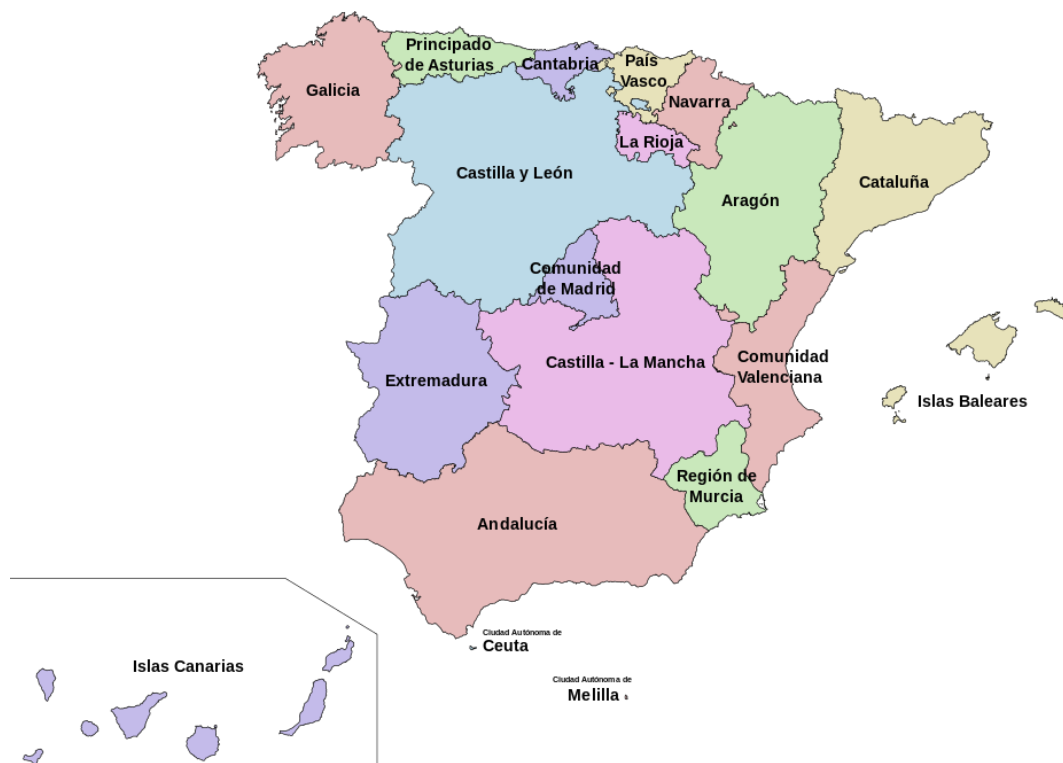 Principado
de Asturias
Cantabria
País
Vasco
Galicia
Navarra
La Rioja
Castilla y León
Cataluña
Aragón
Comunidad
de Madrid
Castilla - La Mancha
Comunidad
Valenciana
Extremadura
Islas Baleares
Región de
Murcia
Andalucía
Ciudad Autónoma de
Ceuta
Islas Canarias
Ciudad Autónoma de
Melilla